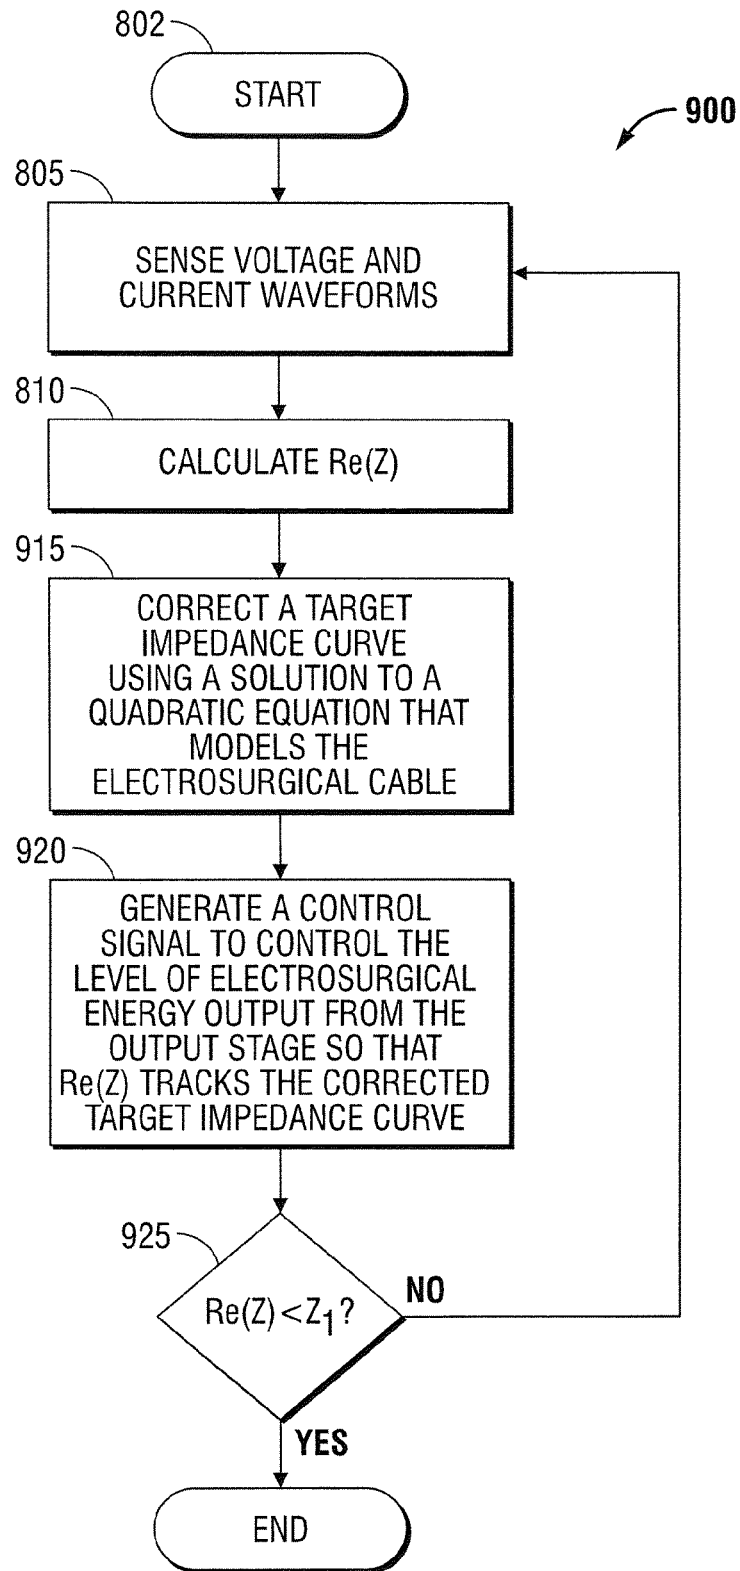 802
START
900
805
SENSE VOLTAGE AND
CURRENT WAVEFORMS
810
CALCULATE Re(Z)
915
CORRECT A TARGET
IMPEDANCE CURVE
USING A SOLUTION TO A
QUADRATIC EQUATION THAT
MODELS THE
ELECTROSURGICAL CABLE
920
GENERATE A CONTROL
SIGNAL TO CONTROL THE
LEVEL OF ELECTROSURGICAL
ENERGY OUTPUT FROM THE
OUTPUT STAGE SO THAT
Re(Z) TRACKS THE CORRECTED
TARGET IMPEDANCE CURVE
925
Re(Z)<Z1?
NO
YES
END